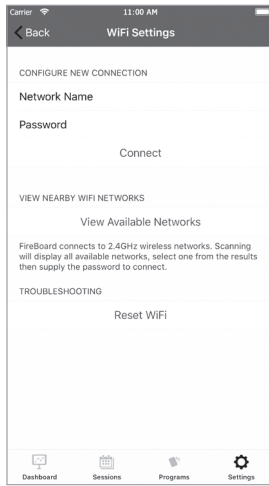 Carrier 11:00 AM
Back WiFi Settings
CONFIGURE NEW CONNECTION
Network Name
Password
Connect
VIEW NEARBY WIFI NETWORKS
View Available Networks
FireBoard connects to 2.4GHz wireless networks. Scanning
will display all available networks, select one from the results
then supply the password to connect.
TROUBLESHOOTING
Reset WiFi
Dashboard Sessions Programs Settings